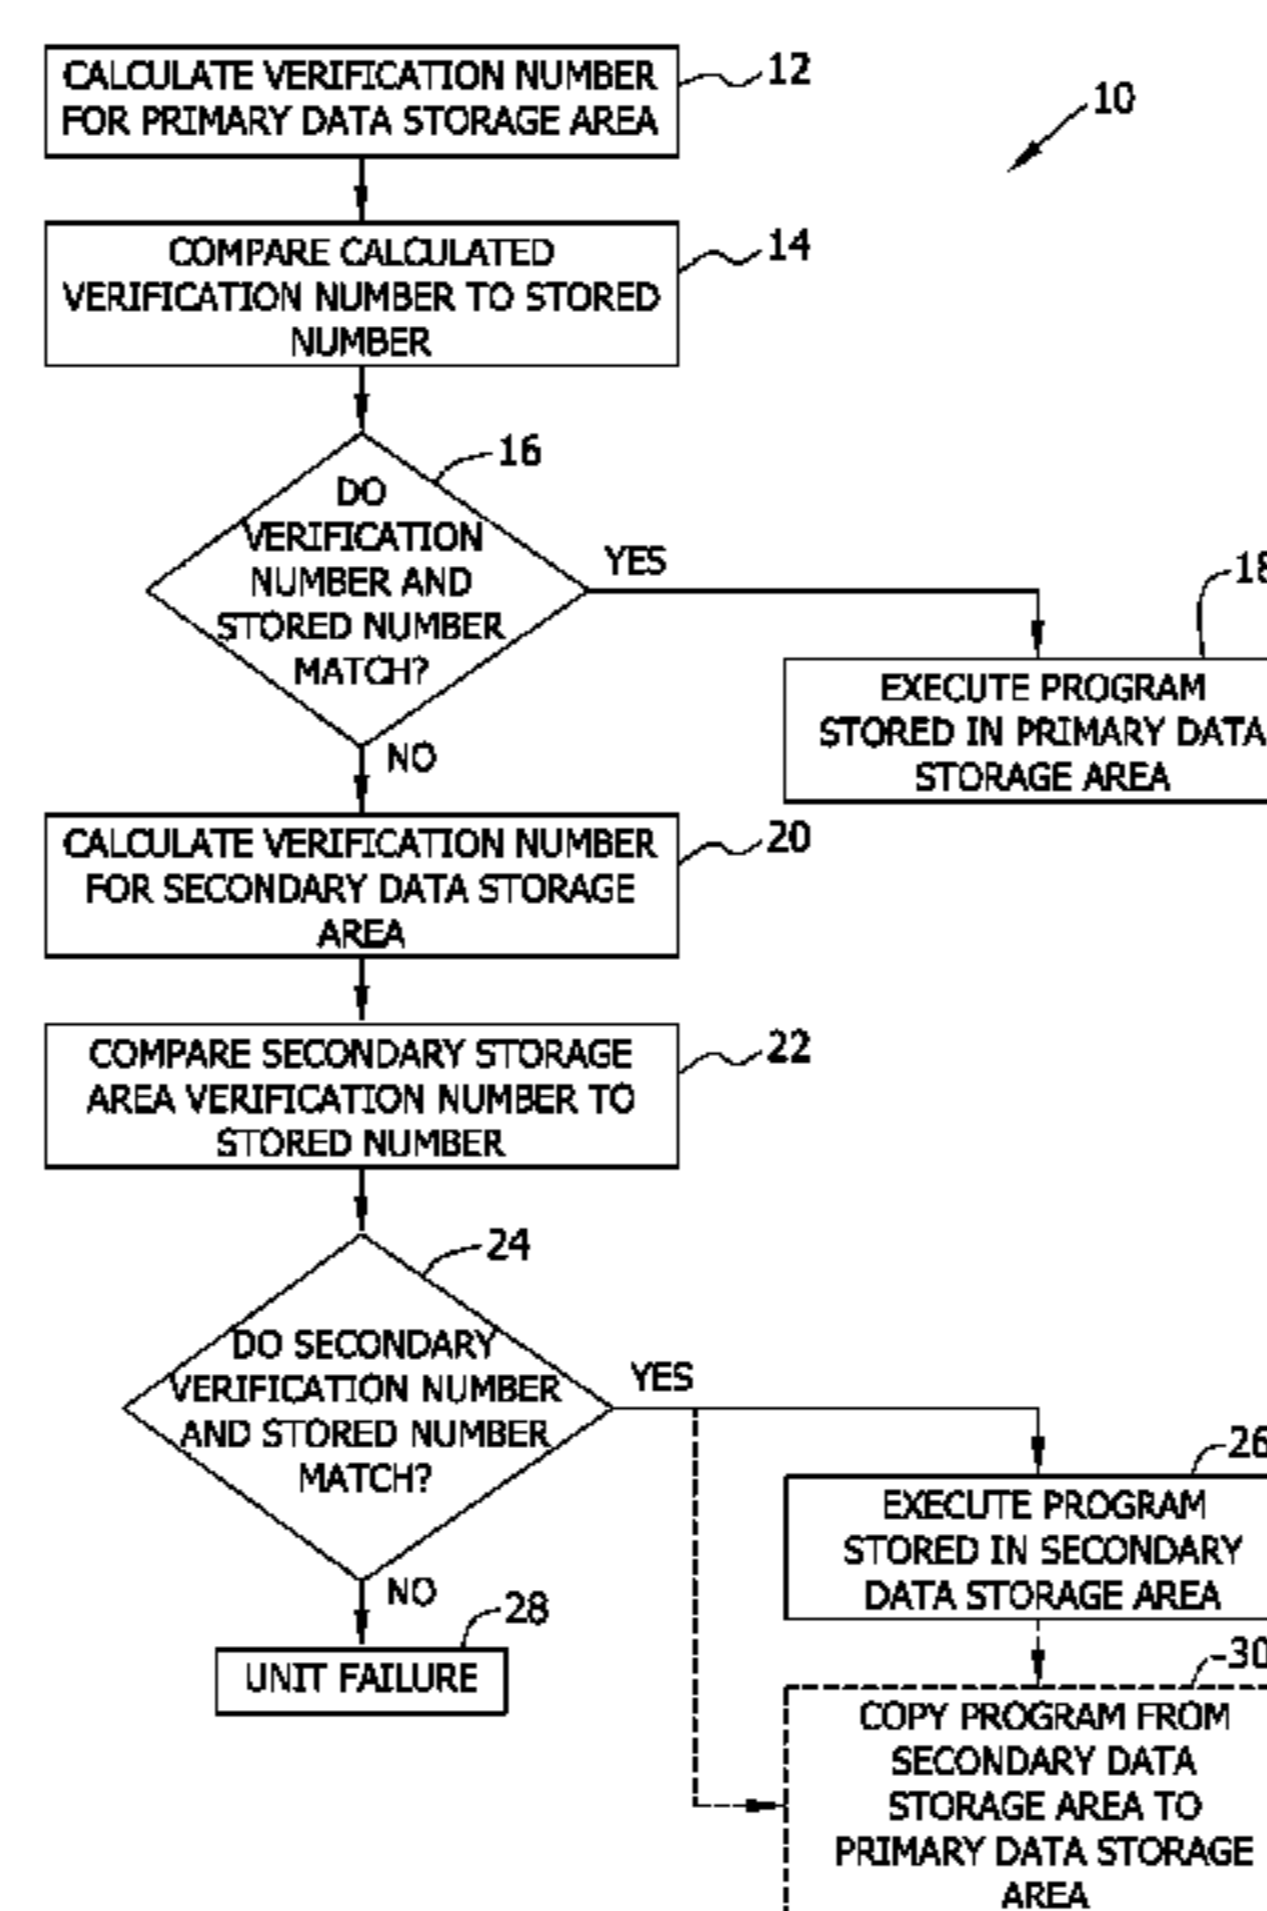 CALCULATE VERIFICATION NUMBER
FOR PRIMARY DATA STORAGE AREA
12
10
COMPARE CALCULATED
VERIFICATION NUMBER TO STORED
NUMBER
14
16
DO
VERIFICATION
NUMBER AND
STORED NUMBER
MATCH?
YES
18
EXECUTE PROGRAM
STORED IN PRIMARY DATA
STORAGE AREA
NO
CALCULATE VERIFICATION NUMBER
FOR SECONDARY DATA STORAGE
AREA
20
COMPARE SECONDARY STORAGE
AREA VERIFICATION NUMBER TO
STORED NUMBER
22
24
DO SECONDARY
VERIFICATION NUMBER
AND STORED NUMBER
MATCH?
YES
26
EXECUTE PROGRAM
STORED IN SECONDARY
DATA STORAGE AREA
NO
28
UNIT FAILURE
30
COPY PROGRAM FROM
SECONDARY DATA
STORAGE AREA TO
PRIMARY DATA STORAGE
AREA